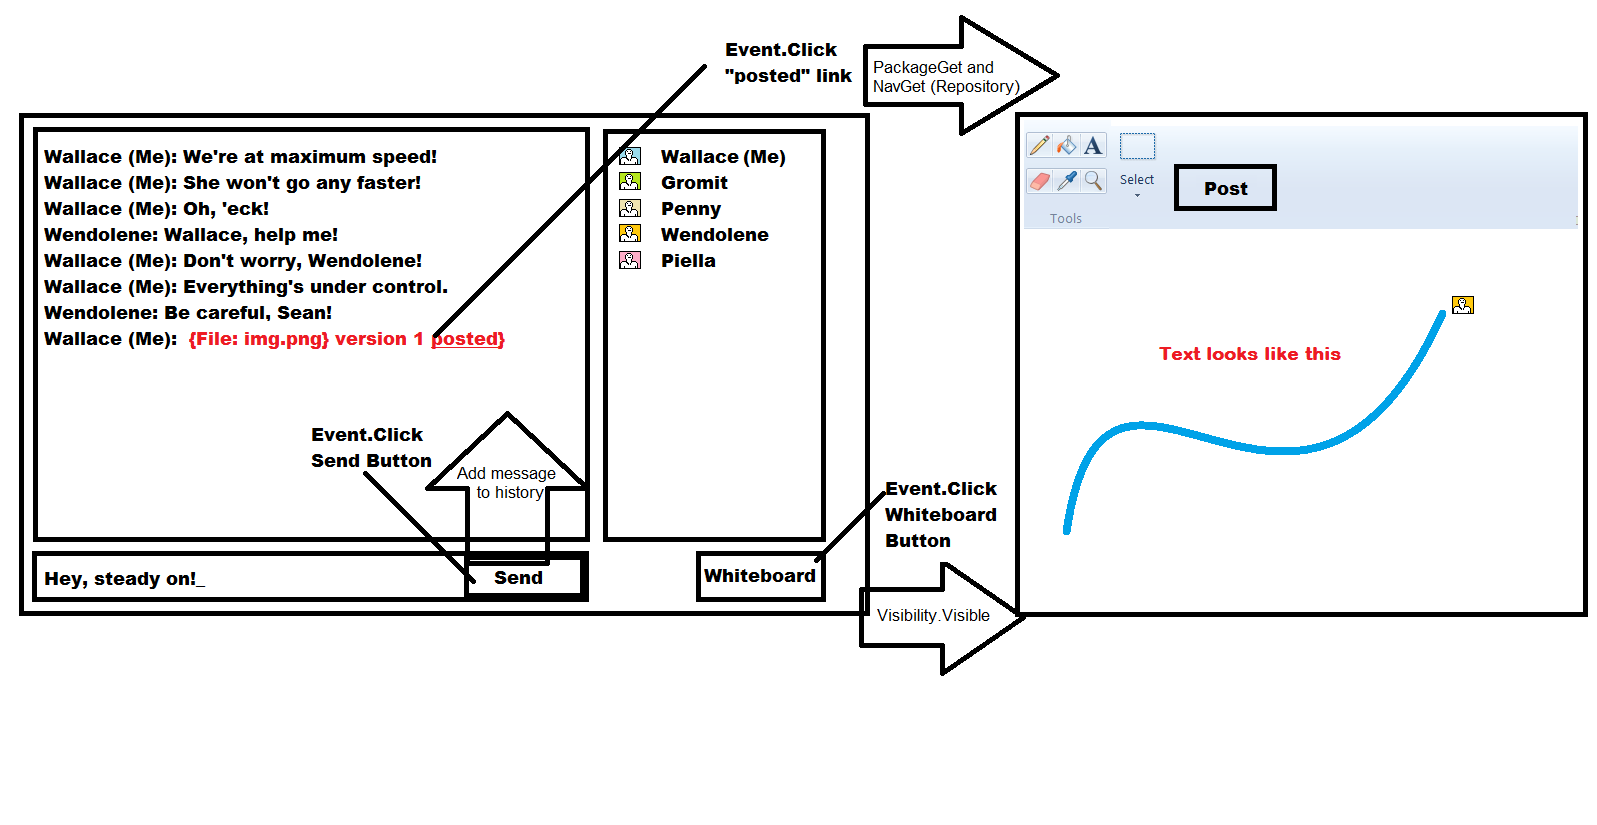 Event.Click
"posted" link
PackageGet and
NavGet (Repository)
Wallace (Me): We're at maximum speed!
Wallace (Me): She won't go any faster!
Wallace (Me): Oh, 'eck!
Wendolene: Wallace, help me!
Wallace (Me): Don't worry, Wendolene!
Wallace (Me): Everything's under control.
Wendolene: Be careful, Sean!
Wallace (Me): {File: img.png} version 1 posted}
Wallace (Me)
Gromit
Penny
Wendolene
Piella
A
Select
Tools
Post
Text looks like this
Event.Click
Send Button
Add message
to history
Event.Click
Whiteboard
Button
Hey, steady on!_
Send
Whiteboard
Visibility.Visible